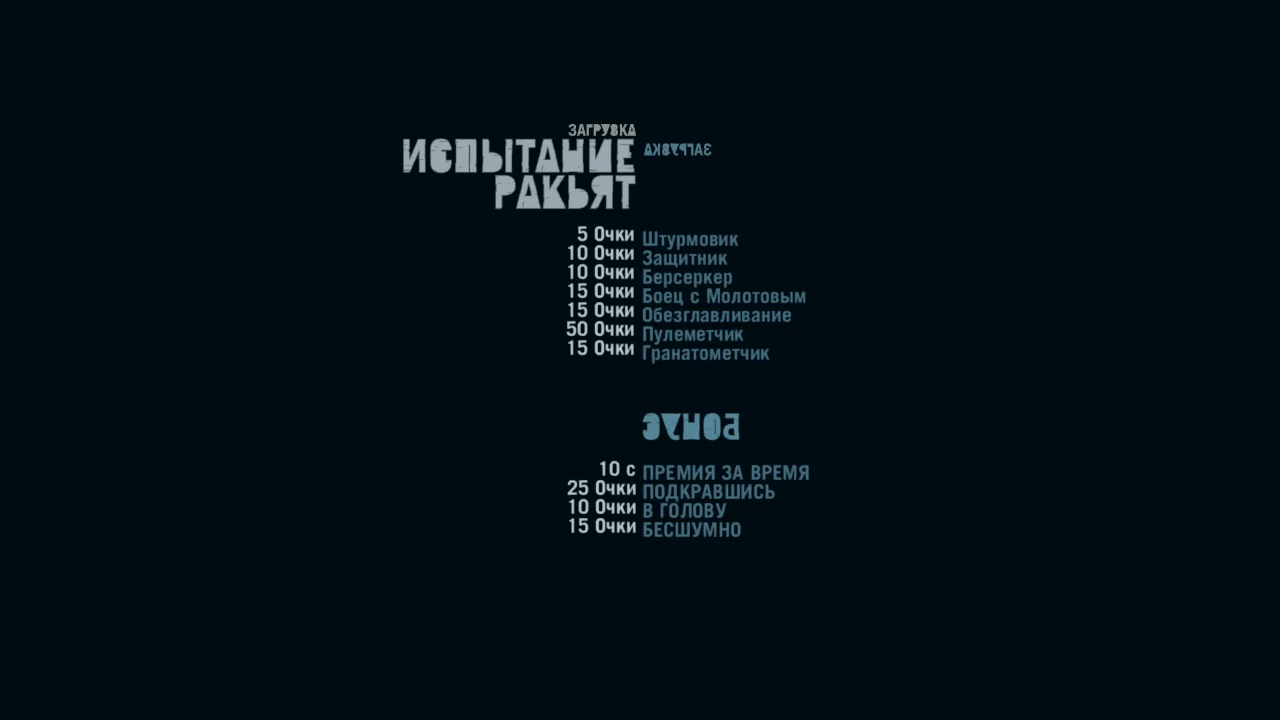 ЗАГРУЗКА
ИСПЫТАНИЕ
РАКЬЯТ
ЗАГРУЗКА
5 Очки Штурмовик
10 Очки Защитник
10 Очки Берсеркер
15 Очки Боец с Молотовым
15 Очки Обезглавливание
50 Очки Пулеметчик
15 Очки Гранатометчик
БОНУС
10 с ПРЕМИЯ ЗА ВРЕМЯ
25 Очки ПОДКРАВШИСЬ
10 Очки В ГОЛОВУ
15 Очки БЕСШУМНО